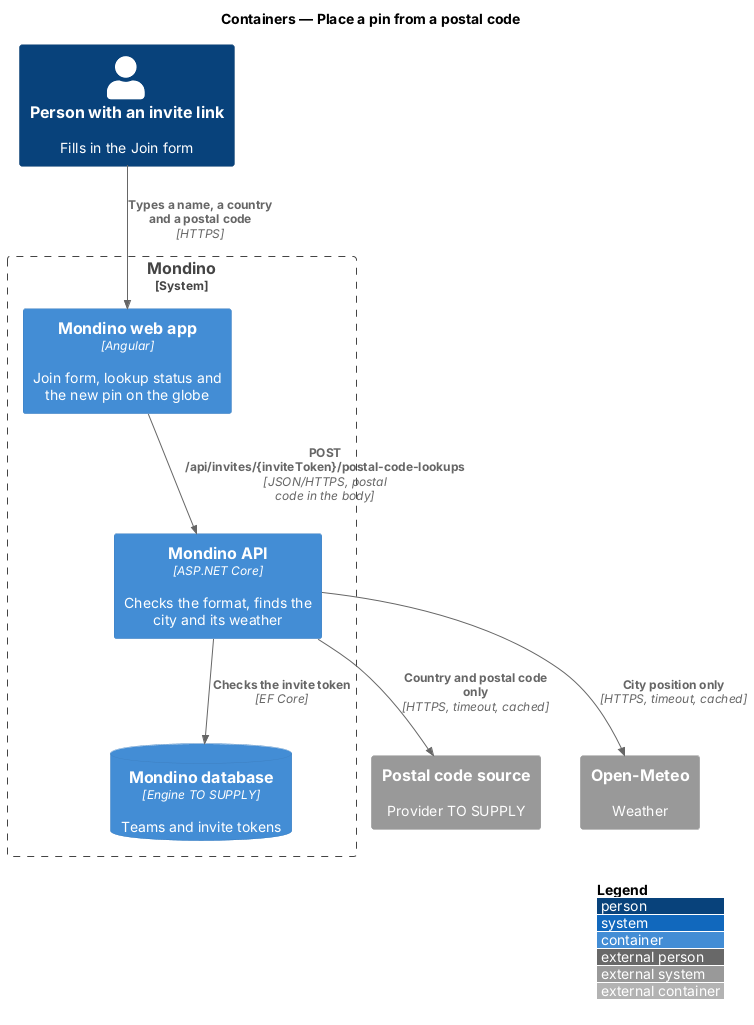 Containers — Place a pin from a postal code
Person with an invite link
Fills in the Join form
Types a name, a country
and a postal code
[HTTPS]
Mondino
[System]
Mondino web app
[Angular]
Join form, lookup status and
the new pin on the globe
POST
/api/invites/{inviteToken}/postal-code-lookups
[JSON/HTTPS, postal
code in the body]
Mondino API
[ASP.NET Core]
Checks the format, finds the
city and its weather
Checks the invite token
[EF Core]
Country and postal code
only
[HTTPS, timeout, cached]
City position only
[HTTPS, timeout, cached]
Mondino database
[Engine TO SUPPLY]
Teams and invite tokens
Postal code source
Provider TO SUPPLY
Open-Meteo
Weather
Legend
person
system
container
external person
external system
external container